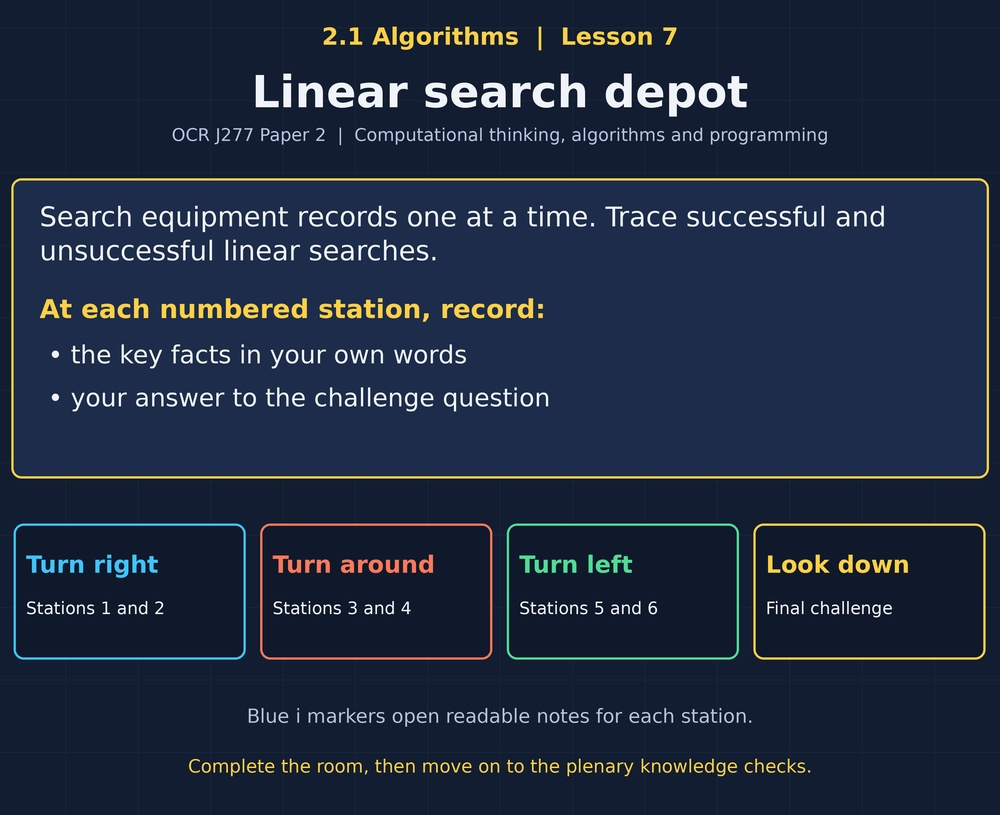 2.1 Algorithms | Lesson 7
Linear search depot
OCR J277 Paper 2 | Computational thinking, algorithms and programming
Search equipment records one at a time. Trace successful and
unsuccessful linear searches.
At each numbered station, record:
• the key facts in your own words
• your answer to the challenge question
Turn right
Stations 1 and 2
Turn around
Stations 3 and 4
Turn left
Stations 5 and 6
Look down
Final challenge
Blue i markers open readable notes for each station.
Complete the room, then move on to the plenary knowledge checks.